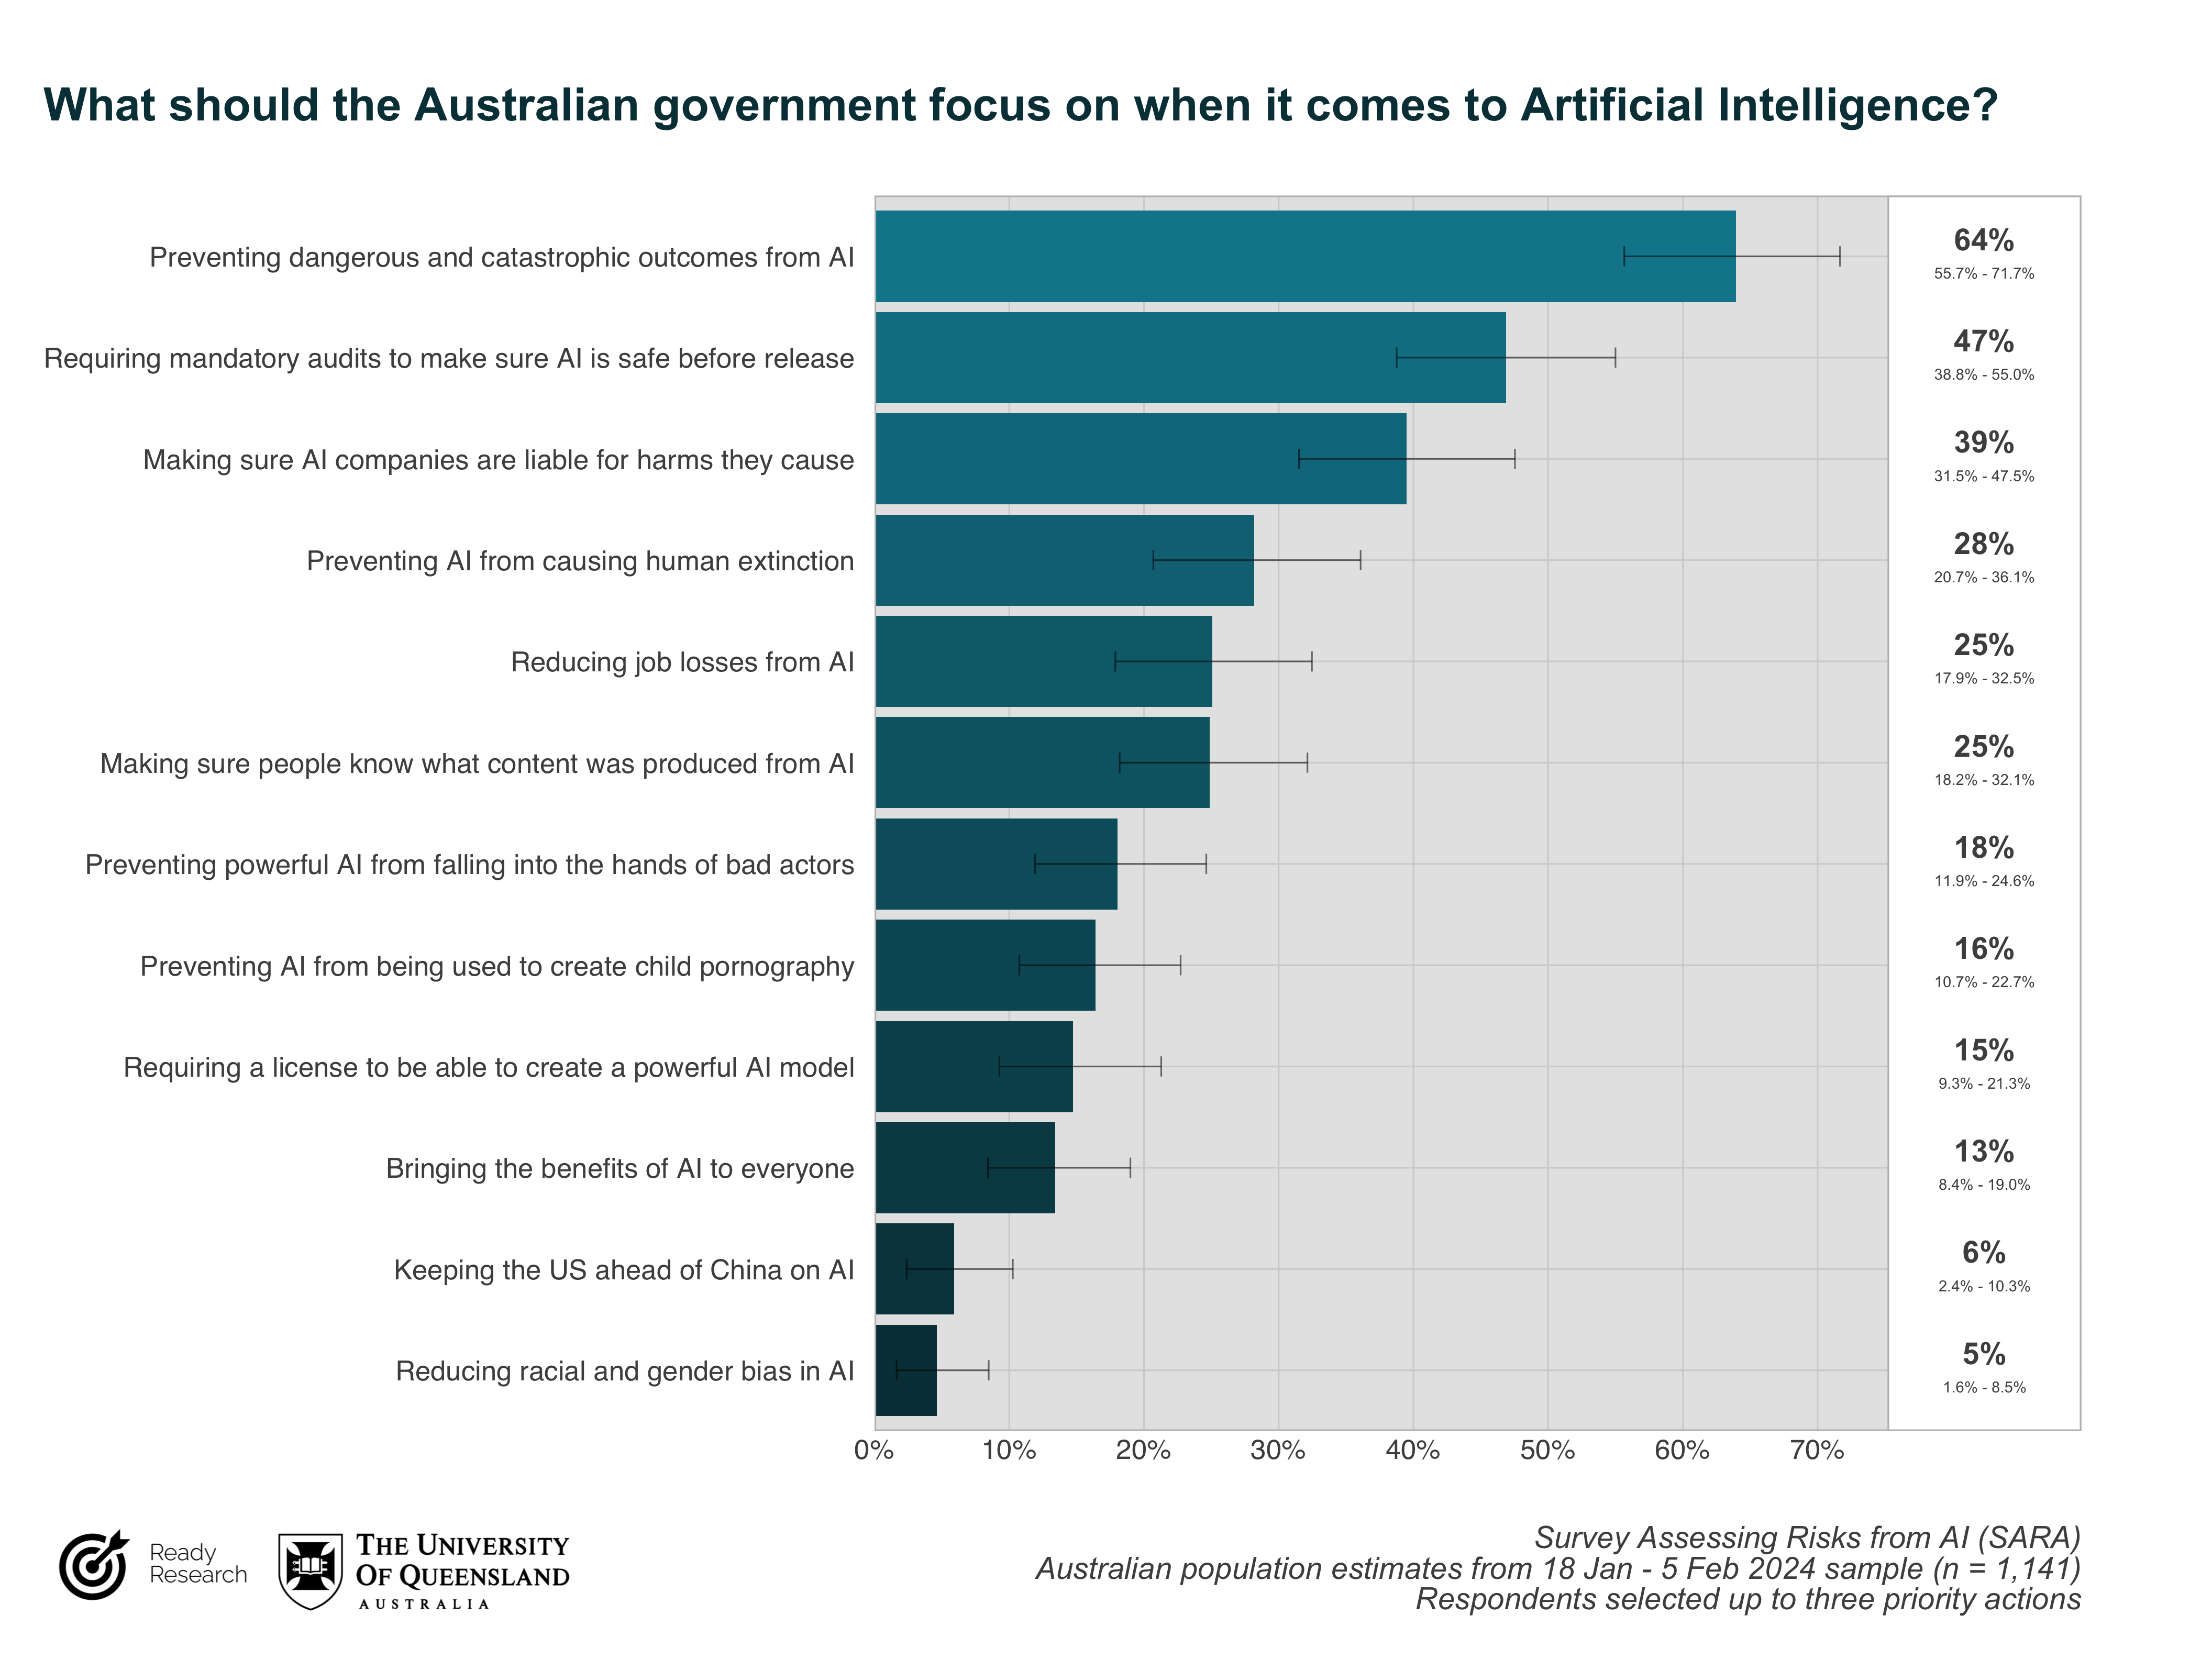 What should the Australian government focus on when it comes to Artificial Intelligence?
Preventing dangerous and catastrophic outcomes from AI
64%
55.7% - 71.7%
Requiring mandatory audits to make sure AI is safe before release
47%
38.8% - 55.0%
Making sure AI companies are liable for harms they cause
39%
31.5% - 47.5%
Preventing AI from causing human extinction
28%
20.7% - 36.1%
Reducing job losses from AI
25%
17.9% - 32.5%
Making sure people know what content was produced from AI
25%
18.2% - 32.1%
Preventing powerful AI from falling into the hands of bad actors
18%
11.9% - 24.6%
Preventing AI from being used to create child pornography
16%
10.7% - 22.7%
Requiring a license to be able to create a powerful AI model
15%
9.3% - 21.3%
Bringing the benefits of AI to everyone
13%
8.4% - 19.0%
Keeping the US ahead of China on AI
6%
2.4% - 10.3%
Reducing racial and gender bias in AI
5%
1.6% - 8.5%
0% 10% 20% 30% 40% 50% 60% 70%
Ready
Research
THE UNIVERSITY
OF QUEENSLAND
AUSTRALIA
Survey Assessing Risks from AI (SARA)
Australian population estimates from 18 Jan - 5 Feb 2024 sample (n = 1,141)
Respondents selected up to three priority actions